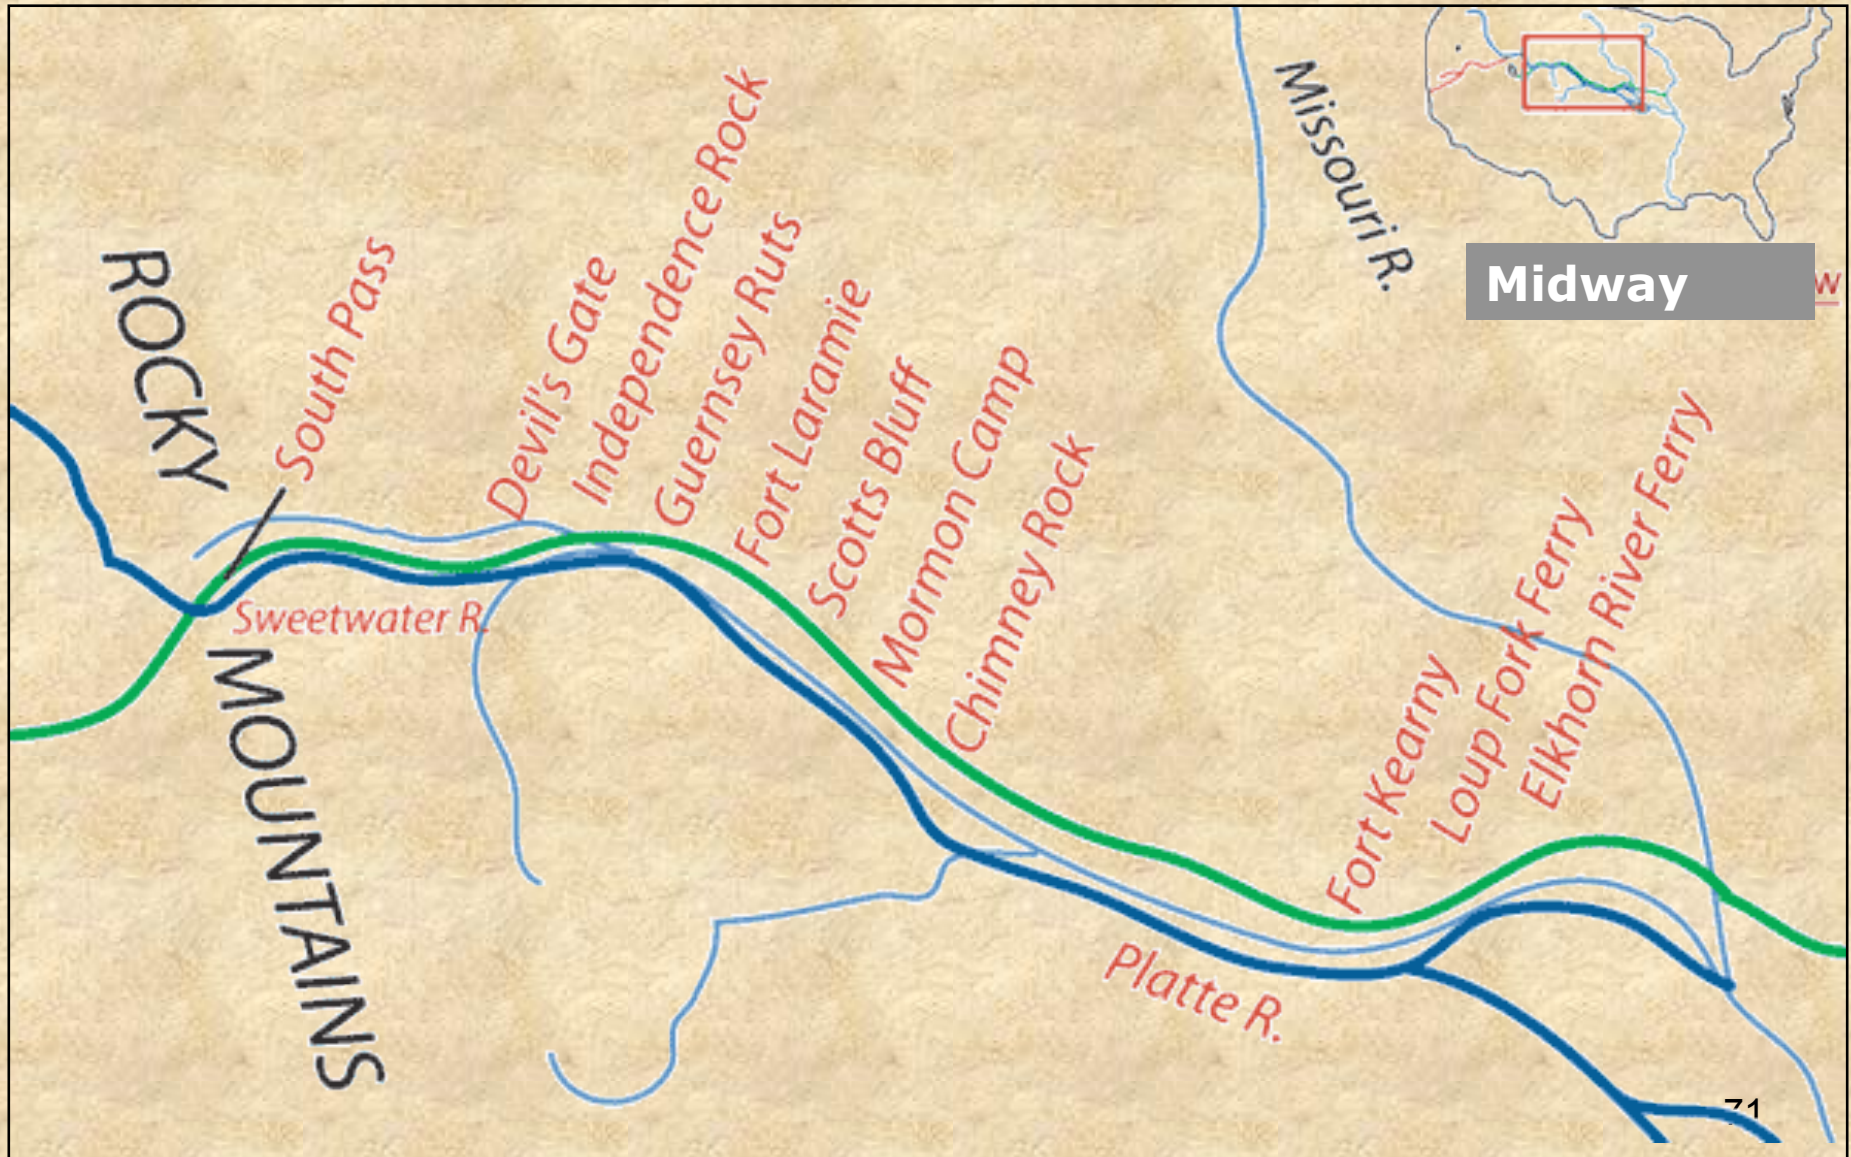 Missouri R.
Midway
w
ROCKY
South Pass
Devil's Gate
Independence Rock
Guernsey Ruts
Fort Laramie
Scotts Bluff
Mormon Camp
Chimney Rock
Fort Kearny
Loup Fork Ferry
Elkhorn River Ferry
Sweetwater R.
MOUNTAINS
Platte R.
71